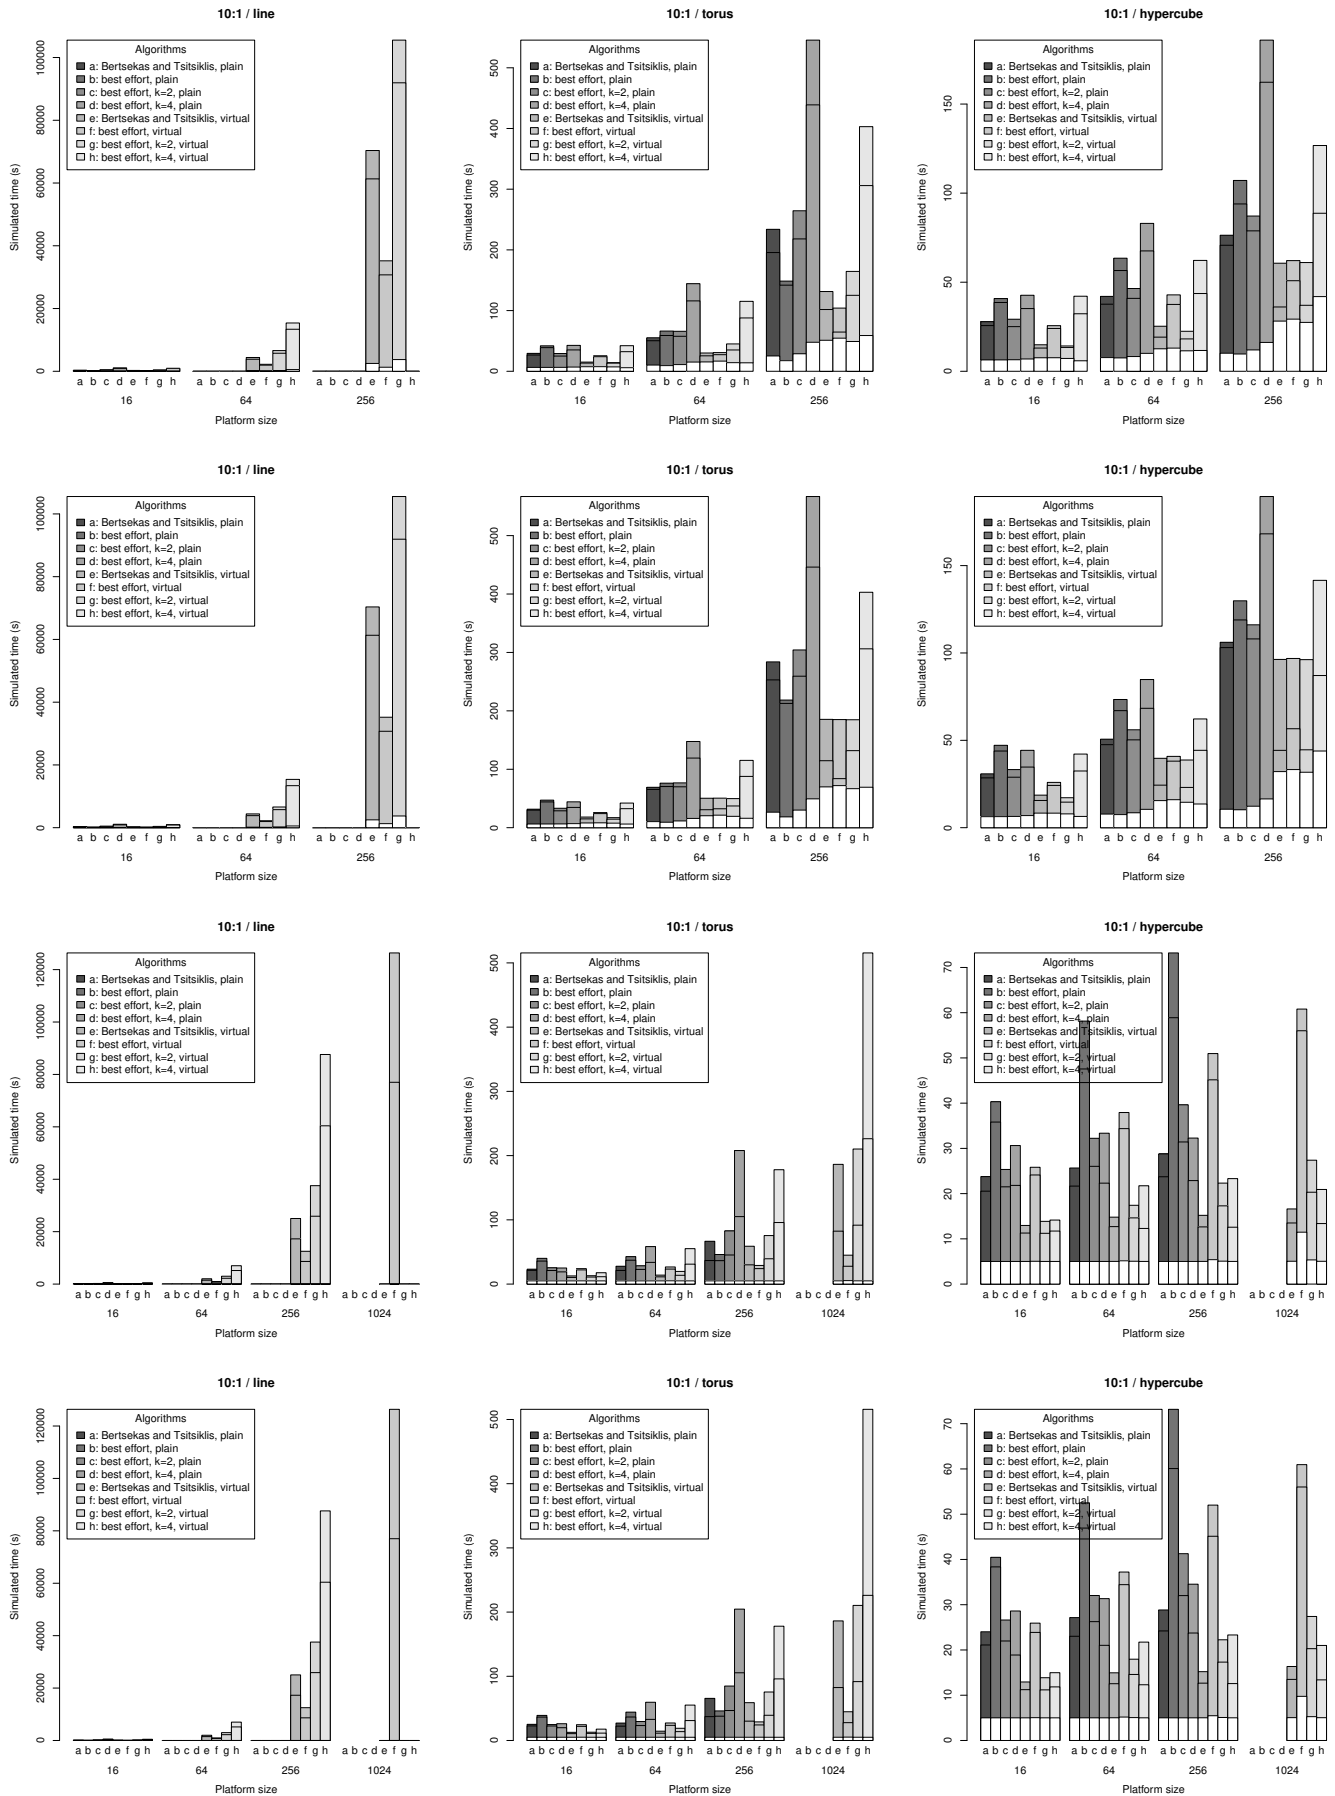 10:1 / line
Algorithms
a: Bertsekas and Tsitsiklis, plain
b: best effort, plain
c: best effort, k=2, plain
d: best effort, k=4, plain
e: Bertsekas and Tsitsiklis, virtual
f: best effort, virtual
g: best effort, k=2, virtual
h: best effort, k=4, virtual
Simulated time (s)
0 20000 40000 60000 80000 100000
a b c d e f g h a b c d e f g h a b c d e f g h
16 64 256
Platform size
10:1 / torus
Algorithms
a: Bertsekas and Tsitsiklis, plain
b: best effort, plain
c: best effort, k=2, plain
d: best effort, k=4, plain
e: Bertsekas and Tsitsiklis, virtual
f: best effort, virtual
g: best effort, k=2, virtual
h: best effort, k=4, virtual
Simulated time (s)
0 100 200 300 400 500
a b c d e f g h a b c d e f g h a b c d e f g h
16 64 256
Platform size
10:1 / hypercube
Algorithms
a: Bertsekas and Tsitsiklis, plain
b: best effort, plain
c: best effort, k=2, plain
d: best effort, k=4, plain
e: Bertsekas and Tsitsiklis, virtual
f: best effort, virtual
g: best effort, k=2, virtual
h: best effort, k=4, virtual
Simulated time (s)
0 50 100 150
a b c d e f g h a b c d e f g h a b c d e f g h
16 64 256
Platform size
10:1 / line
Algorithms
a: Bertsekas and Tsitsiklis, plain
b: best effort, plain
c: best effort, k=2, plain
d: best effort, k=4, plain
e: Bertsekas and Tsitsiklis, virtual
f: best effort, virtual
g: best effort, k=2, virtual
h: best effort, k=4, virtual
Simulated time (s)
0 20000 40000 60000 80000 100000
a b c d e f g h a b c d e f g h a b c d e f g h
16 64 256
Platform size
10:1 / torus
Algorithms
a: Bertsekas and Tsitsiklis, plain
b: best effort, plain
c: best effort, k=2, plain
d: best effort, k=4, plain
e: Bertsekas and Tsitsiklis, virtual
f: best effort, virtual
g: best effort, k=2, virtual
h: best effort, k=4, virtual
Simulated time (s)
0 100 200 300 400 500
a b c d e f g h a b c d e f g h a b c d e f g h
16 64 256
Platform size
10:1 / hypercube
Algorithms
a: Bertsekas and Tsitsiklis, plain
b: best effort, plain
c: best effort, k=2, plain
d: best effort, k=4, plain
e: Bertsekas and Tsitsiklis, virtual
f: best effort, virtual
g: best effort, k=2, virtual
h: best effort, k=4, virtual
Simulated time (s)
0 50 100 150
a b c d e f g h a b c d e f g h a b c d e f g h
16 64 256
Platform size
10:1 / line
Algorithms
a: Bertsekas and Tsitsiklis, plain
b: best effort, plain
c: best effort, k=2, plain
d: best effort, k=4, plain
e: Bertsekas and Tsitsiklis, virtual
f: best effort, virtual
g: best effort, k=2, virtual
h: best effort, k=4, virtual
Simulated time (s)
0 20000 40000 60000 80000 100000 120000
a b c d e f g h a b c d e f g h a b c d e f g h a b c d e f g h
16 64 256 1024
Platform size
10:1 / torus
Algorithms
a: Bertsekas and Tsitsiklis, plain
b: best effort, plain
c: best effort, k=2, plain
d: best effort, k=4, plain
e: Bertsekas and Tsitsiklis, virtual
f: best effort, virtual
g: best effort, k=2, virtual
h: best effort, k=4, virtual
Simulated time (s)
0 100 200 300 400 500
a b c d e f g h a b c d e f g h a b c d e f g h a b c d e f g h
16 64 256 1024
Platform size
10:1 / hypercube
Algorithms
a: Bertsekas and Tsitsiklis, plain
b: best effort, plain
c: best effort, k=2, plain
d: best effort, k=4, plain
e: Bertsekas and Tsitsiklis, virtual
f: best effort, virtual
g: best effort, k=2, virtual
h: best effort, k=4, virtual
Simulated time (s)
0 10 20 30 40 50 60 70
a b c d e f g h a b c d e f g h a b c d e f g h a b c d e f g h
16 64 256 1024
Platform size
10:1 / line
Algorithms
a: Bertsekas and Tsitsiklis, plain
b: best effort, plain
c: best effort, k=2, plain
d: best effort, k=4, plain
e: Bertsekas and Tsitsiklis, virtual
f: best effort, virtual
g: best effort, k=2, virtual
h: best effort, k=4, virtual
Simulated time (s)
0 20000 40000 60000 80000 100000 120000
a b c d e f g h a b c d e f g h a b c d e f g h a b c d e f g h
16 64 256 1024
Platform size
10:1 / torus
Algorithms
a: Bertsekas and Tsitsiklis, plain
b: best effort, plain
c: best effort, k=2, plain
d: best effort, k=4, plain
e: Bertsekas and Tsitsiklis, virtual
f: best effort, virtual
g: best effort, k=2, virtual
h: best effort, k=4, virtual
Simulated time (s)
0 100 200 300 400 500
a b c d e f g h a b c d e f g h a b c d e f g h a b c d e f g h
16 64 256 1024
Platform size
10:1 / hypercube
Algorithms
a: Bertsekas and Tsitsiklis, plain
b: best effort, plain
c: best effort, k=2, plain
d: best effort, k=4, plain
e: Bertsekas and Tsitsiklis, virtual
f: best effort, virtual
g: best effort, k=2, virtual
h: best effort, k=4, virtual
Simulated time (s)
0 10 20 30 40 50 60 70
a b c d e f g h a b c d e f g h a b c d e f g h a b c d e f g h
16 64 256 1024
Platform size